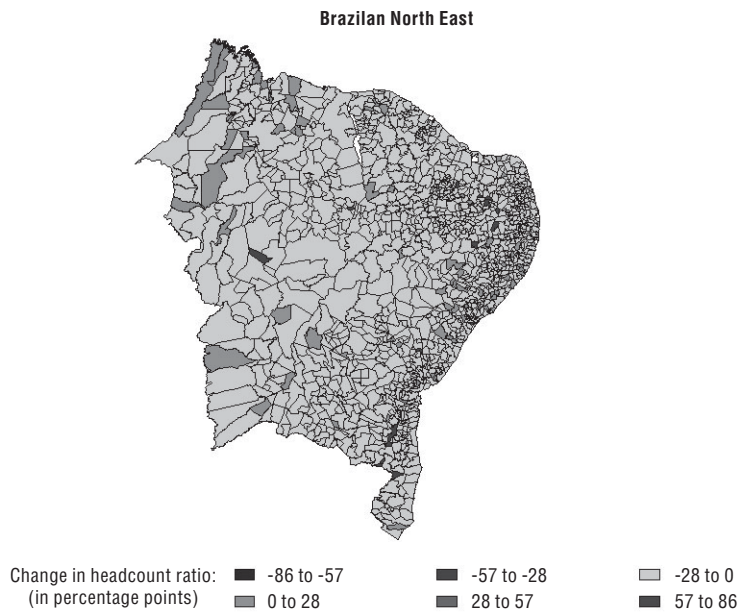 Brazilan North East
Change in headcount ratio: -86 to -57 -57 to -28 -28 to 0
(in percentage points) 0 to 28 28 to 57 57 to 86